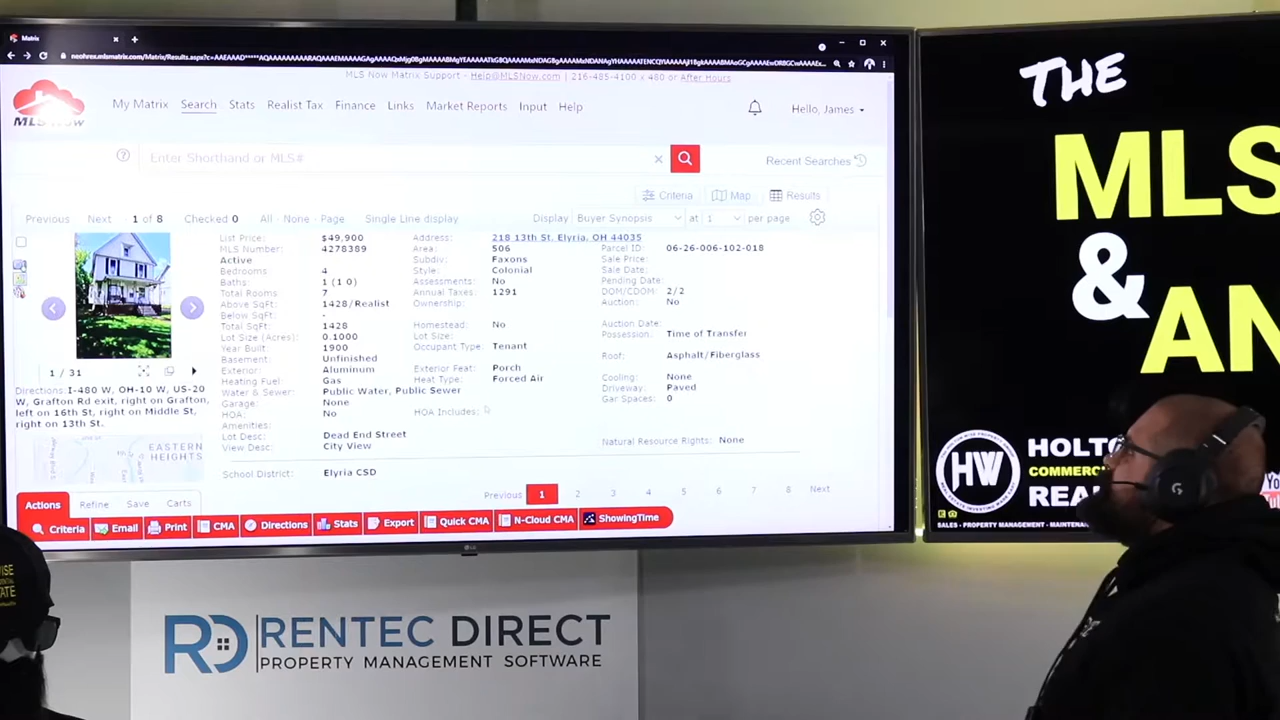 Matrix
MLS Now Matrix Support - Help@MLSNow.com | 216-485-4100 x 480 or After Hours
MLS Now
My Matrix Search Stats Realist Tax Finance Links Market Reports Input Help
Hello, James
Enter Shorthand or MLS#
Recent Searches
Criteria Map Results
Previous Next 1 of 8 Checked 0 All · None · Page Single Line display Display Buyer Synopsis at 1 per page
List Price: $49,900 Address: 218 13th St, Elyria, OH 44035
MLS Number: 4278389 Area: 506 Parcel ID: 06-26-006-102-018
Active Subdiv: Faxons Sale Price:
Bedrooms 4 Style: Colonial Sale Date:
Baths: 1 (1 0) Assessments: No Pending Date:
Total Rooms 7 Annual Taxes: 1291 DOM/CDOM: 2/2
Above SqFt: 1428/Realist Ownership: Auction: No
Below SqFt: -
Total SqFt: 1428 Homestead: No Auction Date:
Lot Size (Acres): 0.1000 Lot Size: Possession: Time of Transfer
Year Built: 1900 Occupant Type: Tenant
Basement: Unfinished Roof: Asphalt/Fiberglass
Exterior: Aluminum Exterior Feat: Porch
Heating Fuel: Gas Heat Type: Forced Air Cooling: None
Water & Sewer: Public Water, Public Sewer Driveway: Paved
Garage: None Gar Spaces: 0
HOA: No HOA Includes:
Amenities:
Lot Desc: Dead End Street
View Desc: City View Natural Resource Rights: None
School District: Elyria CSD
1 / 31
Directions: I-480 W, OH-10 W, US-20
W, Grafton Rd exit, right on Grafton,
left on 16th St, right on Middle St,
right on 13th St.
EASTERN
HEIGHTS
Previous 1 2 3 4 5 6 7 8 Next
Actions Refine Save Carts
Criteria Email Print CMA Directions Stats Export Quick CMA N-Cloud CMA ShowingTime
LG
THE
MLS
&
AN
HW
HOLTO
COMMERC
REA
SALES - PROPERTY MANAGEMENT - MAINTENA
RD RENTEC DIRECT
PROPERTY MANAGEMENT SOFTWARE